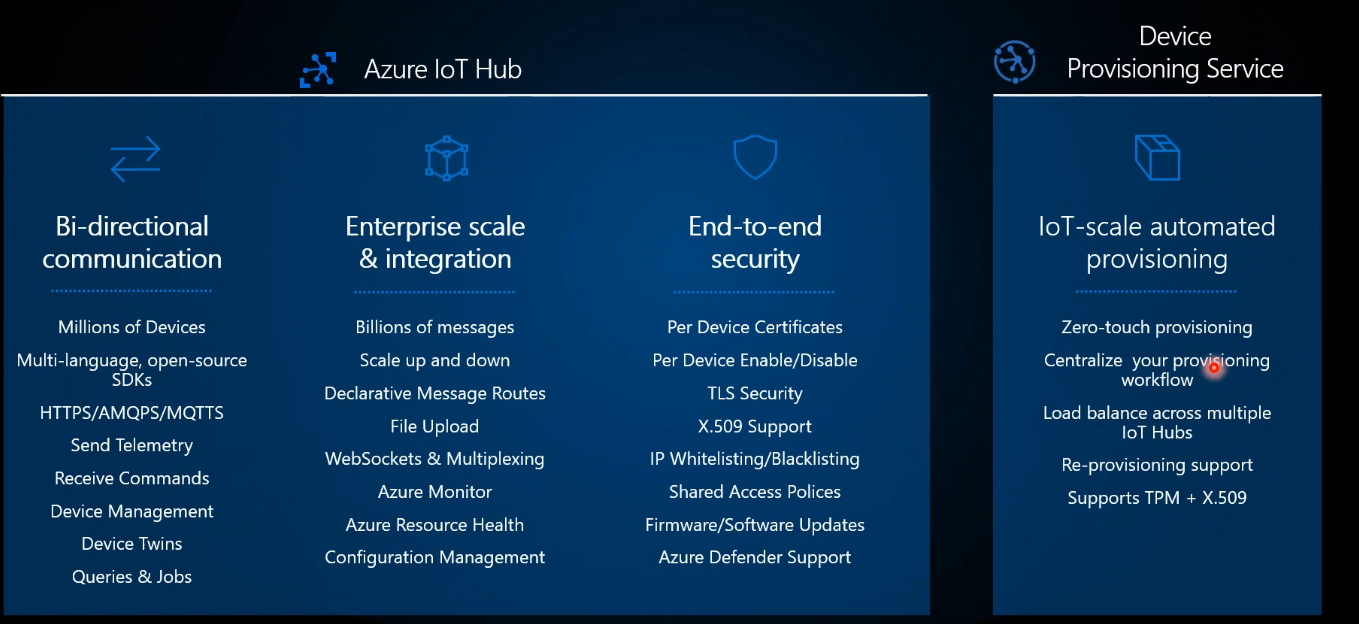 Azure IoT Hub
Device
Provisioning Service
Bi-directional
communication
Millions of Devices
Multi-language, open-source
SDKs
HTTPS/AMQPS/MQTTS
Send Telemetry
Receive Commands
Device Management
Device Twins
Queries & Jobs
Enterprise scale
& integration
Billions of messages
Scale up and down
Declarative Message Routes
File Upload
WebSockets & Multiplexing
Azure Monitor
Azure Resource Health
Configuration Management
End-to-end
security
Per Device Certificates
Per Device Enable/Disable
TLS Security
X.509 Support
IP Whitelisting/Blacklisting
Shared Access Polices
Firmware/Software Updates
Azure Defender Support
IoT-scale automated
provisioning
Zero-touch provisioning
Centralize your provisioning
workflow
Load balance across multiple
IoT Hubs
Re-provisioning support
Supports TPM + X.509